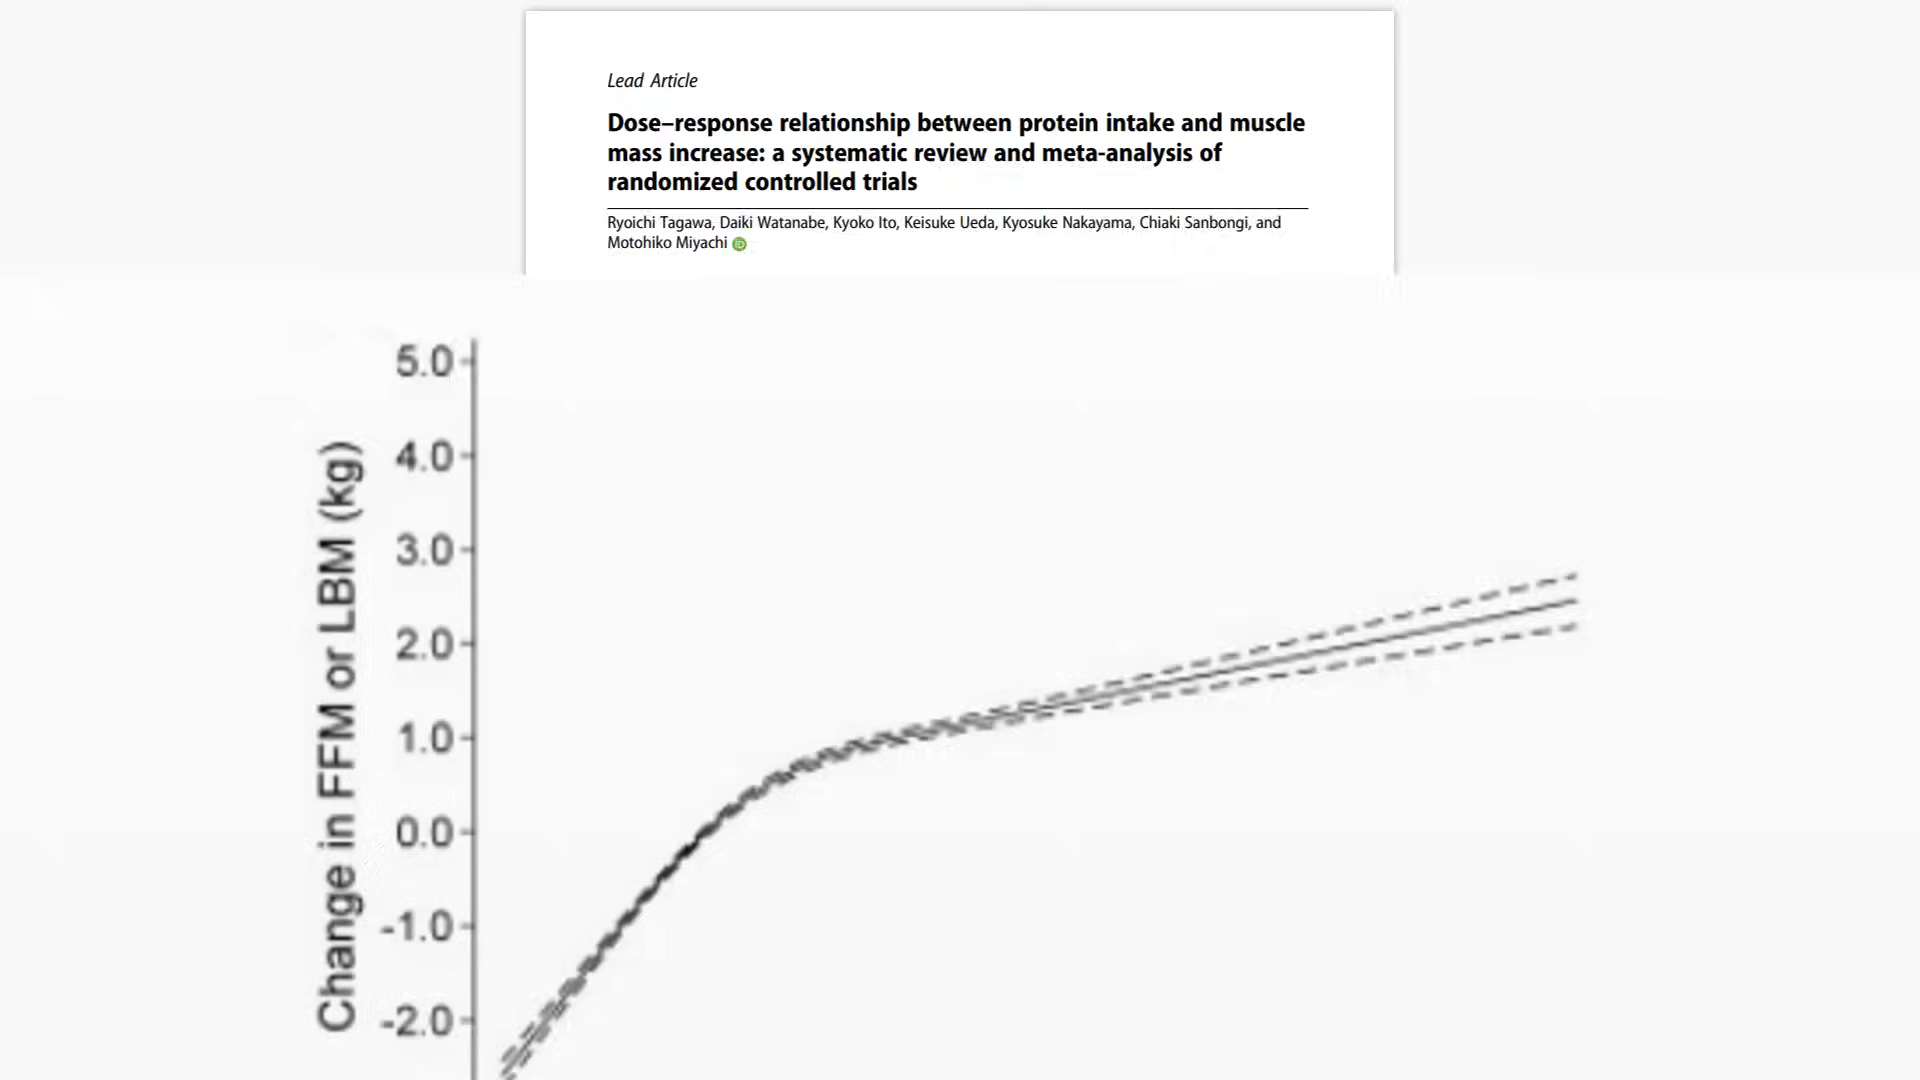 Lead Article
Dose–response relationship between protein intake and muscle
mass increase: a systematic review and meta-analysis of
randomized controlled trials
Ryoichi Tagawa, Daiki Watanabe, Kyoko Ito, Keisuke Ueda, Kyosuke Nakayama, Chiaki Sanbongi, and
Motohiko Miyachi iD
Change in FFM or LBM (kg)
5.0
4.0
3.0
2.0
1.0
0.0
-1.0
-2.0